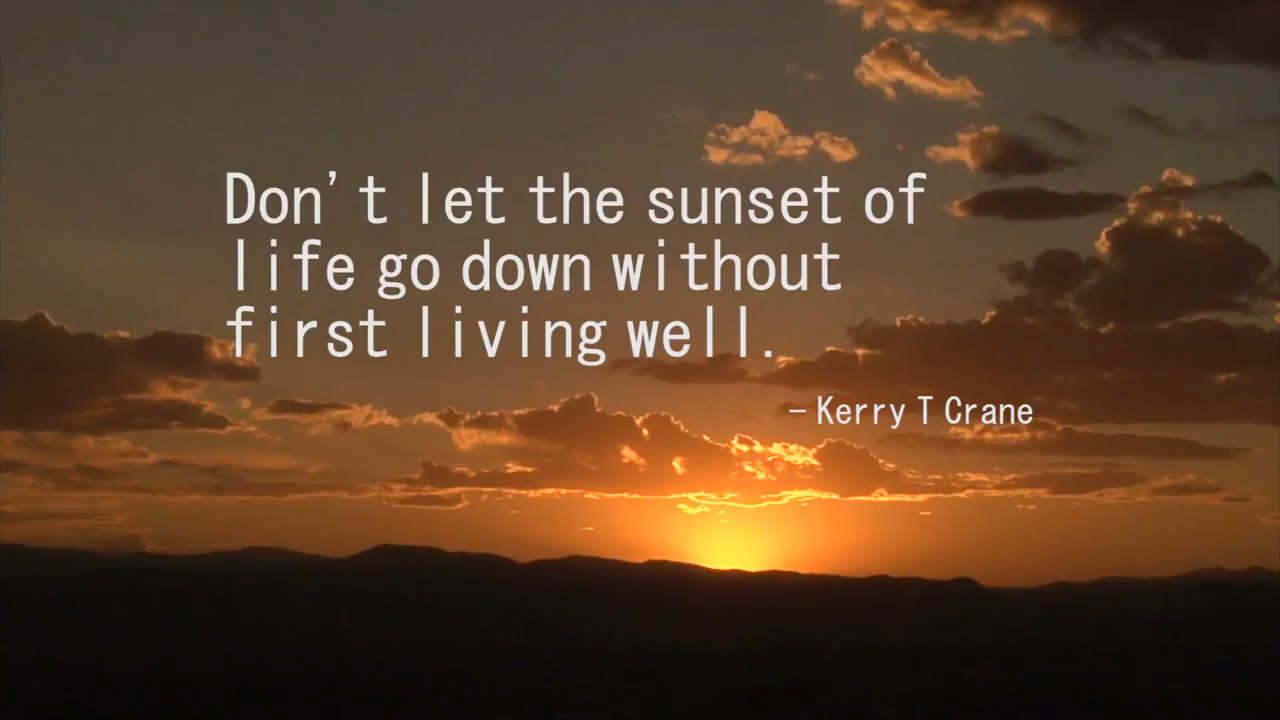 Don't let the sunset of
life go down without
first living well.
– Kerry T Crane